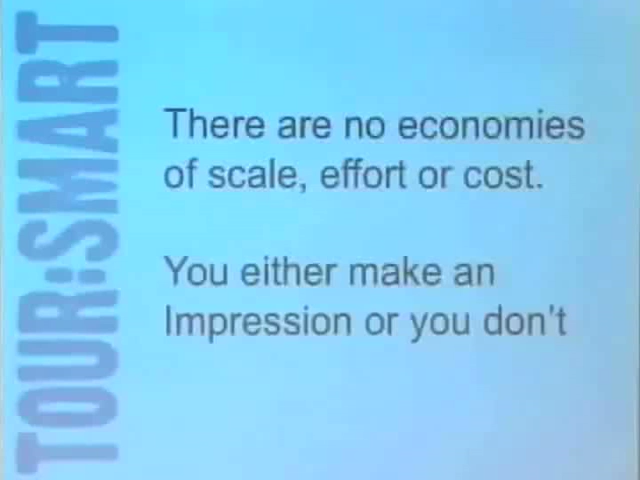 TOUR:SMART
There are no economies
of scale, effort or cost.
You either make an
Impression or you don't